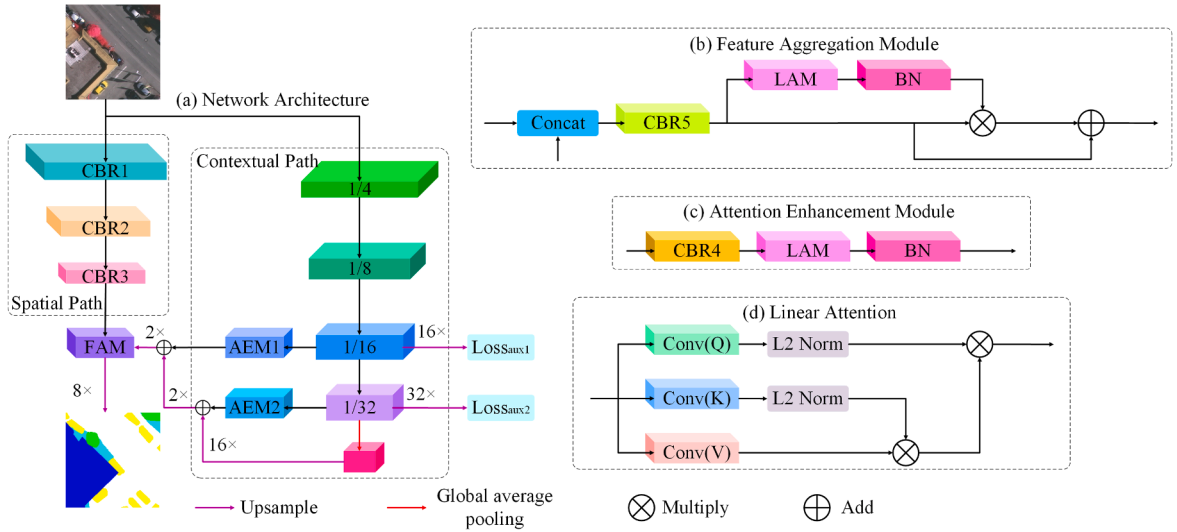 (a) Network Architecture
CBR1
CBR2
CBR3
Spatial Path
Contextual Path
1/4
1/8
1/16
1/32
16×
32×
Lossaux1
Lossaux2
AEM1
AEM2
2×
2×
16×
FAM
8×
(b) Feature Aggregation Module
LAM
BN
Concat
CBR5
(c) Attention Enhancement Module
CBR4
LAM
BN
(d) Linear Attention
Conv(Q)
L2 Norm
Conv(K)
L2 Norm
Conv(V)
Upsample
Global average
pooling
Multiply
Add